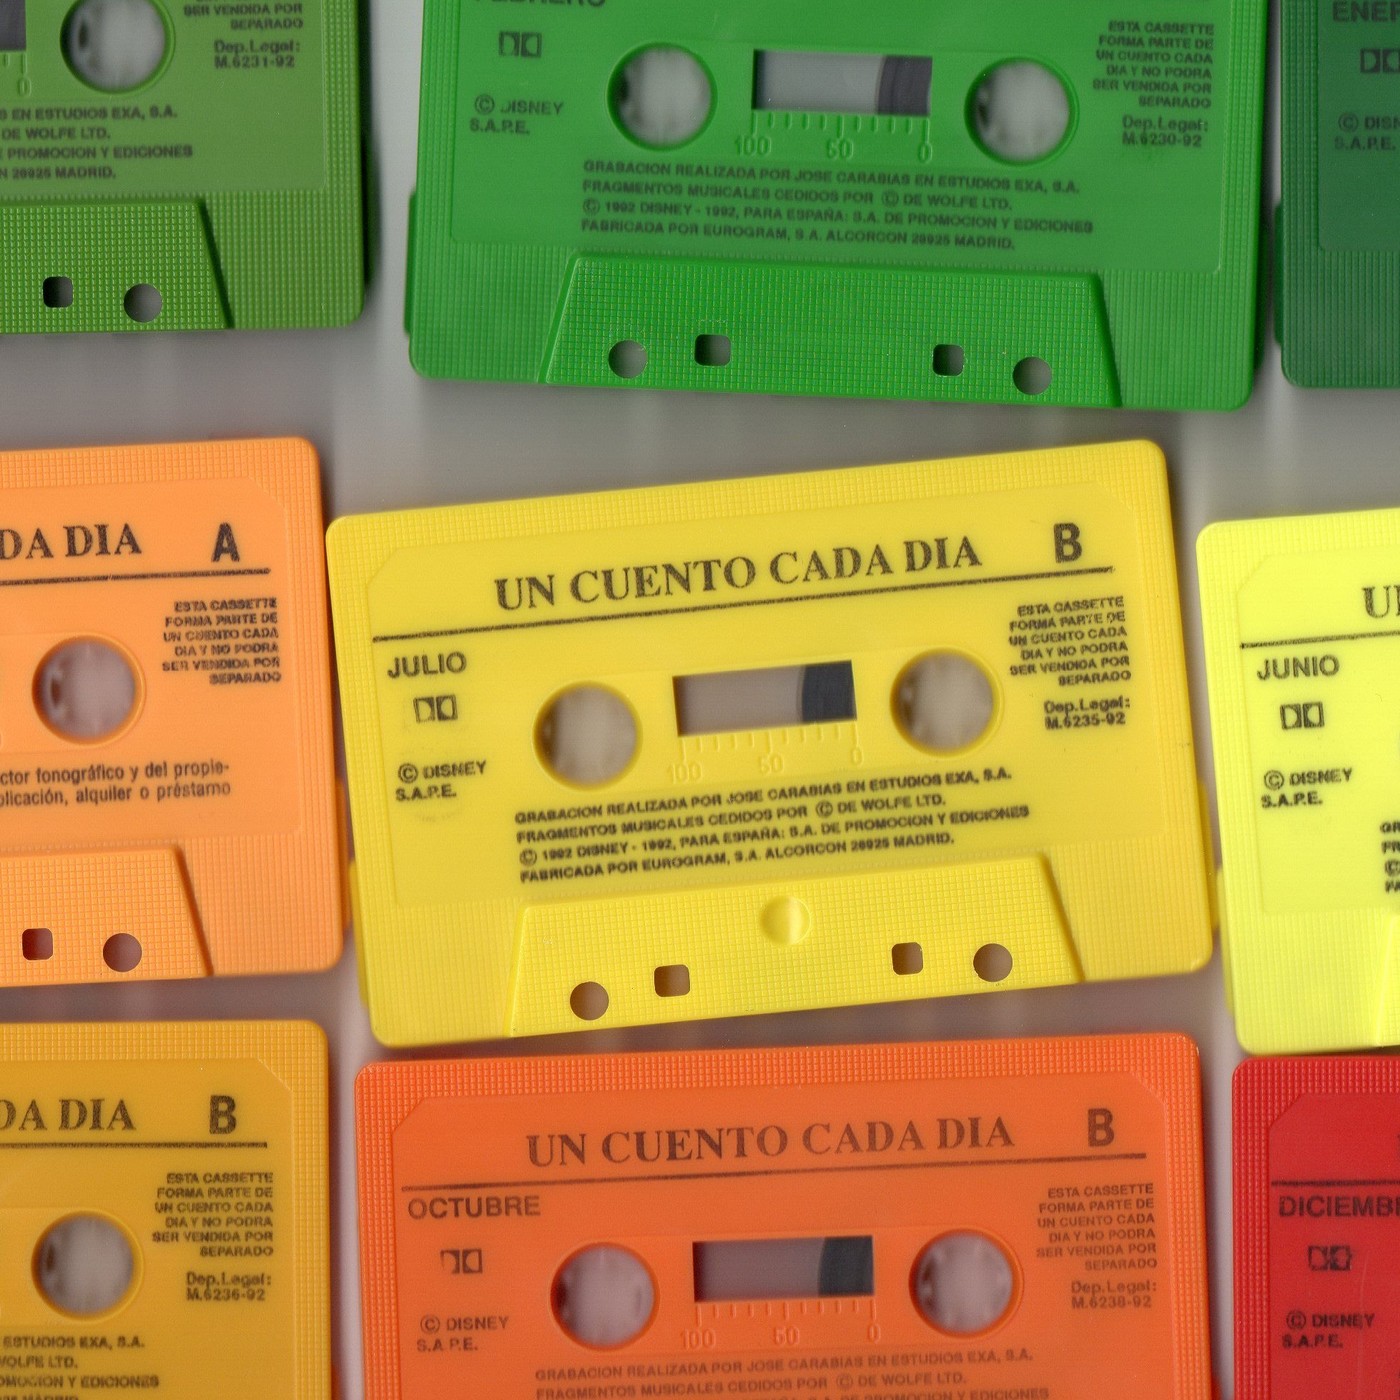 SER VENDIDA POR
SEPARADO
Dep.Legal:
M.6231-92
0
S EN ESTUDIOS EXA, S.A.
DE WOLFE LTD.
E PROMOCION Y EDICIONES
N 28925 MADRID.
FEBRERO
ESTA CASSETTE
FORMA PARTE DE
UN CUENTO CADA
DIA Y NO PODRA
SER VENDIDA POR
SEPARADO
Dep.Legal:
M.6230-92
© DISNEY
S.A.P.E.
100 50 0
GRABACION REALIZADA POR JOSE CARABIAS EN ESTUDIOS EXA, S.A.
FRAGMENTOS MUSICALES CEDIDOS POR © DE WOLFE LTD.
© 1992 DISNEY - 1992, PARA ESPAÑA: S.A. DE PROMOCION Y EDICIONES
FABRICADA POR EUROGRAM, S.A. ALCORCON 28925 MADRID.
ENER
© DISN
S.A.P.E.
DA DIA A
ESTA CASSETTE
FORMA PARTE DE
UN CUENTO CADA
DIA Y NO PODRA
SER VENDIDA POR
SEPARADO
ctor fonográfico y del propie-
plicación, alquiler o préstamo
UN CUENTO CADA DIA B
JULIO
ESTA CASSETTE
FORMA PARTE DE
UN CUENTO CADA
DIA Y NO PODRA
SER VENDIDA POR
SEPARADO
Dep.Legal:
M.6235-92
© DISNEY
S.A.P.E.
100 50 0
GRABACION REALIZADA POR JOSE CARABIAS EN ESTUDIOS EXA, S.A.
FRAGMENTOS MUSICALES CEDIDOS POR © DE WOLFE LTD.
© 1992 DISNEY - 1992, PARA ESPAÑA: S.A. DE PROMOCION Y EDICIONES
FABRICADA POR EUROGRAM, S.A. ALCORCON 28925 MADRID.
UN
JUNIO
© DISNEY
S.A.P.E.
GR
FR
©
FA
DA DIA B
ESTA CASSETTE
FORMA PARTE DE
UN CUENTO CADA
DIA Y NO PODRA
SER VENDIDA POR
SEPARADO
Dep.Legal:
M.6236-92
ESTUDIOS EXA, S.A.
WOLFE LTD.
OMOCION Y EDICIONES
UN CUENTO CADA DIA B
OCTUBRE
ESTA CASSETTE
FORMA PARTE DE
UN CUENTO CADA
DIA Y NO PODRA
SER VENDIDA POR
SEPARADO
Dep.Legal:
M.6238-92
© DISNEY
S.A.P.E.
100 50 0
GRABACION REALIZADA POR JOSE CARABIAS EN ESTUDIOS EXA, S.A.
FRAGMENTOS MUSICALES CEDIDOS POR © DE WOLFE LTD.
DICIEMB
© DISNEY
S.A.P.E.